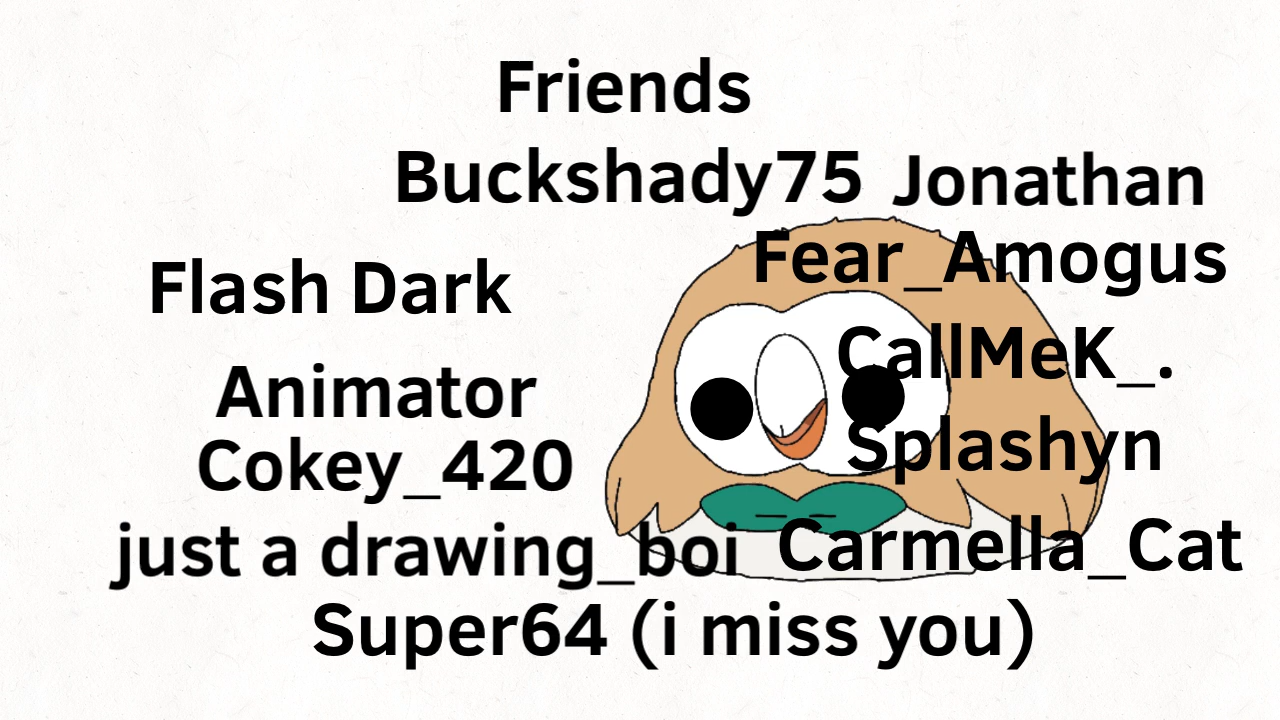 Friends
Buckshady75 Jonathan
Fear_Amogus
Flash Dark
CallMeK_.
Animator
Cokey_420
Splashyn
just a drawing_boi Carmella_Cat
Super64 (i miss you)